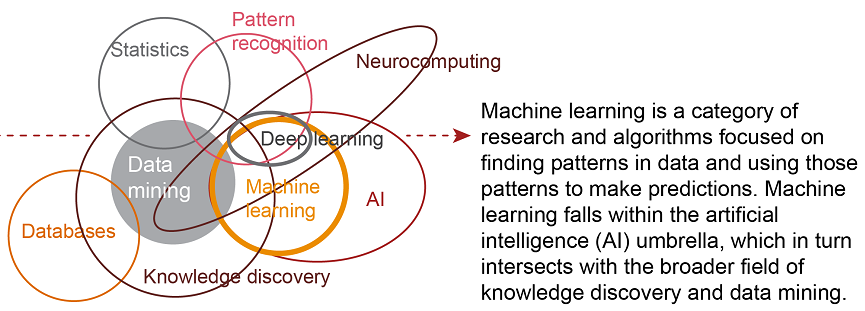 Pattern
recognition
Statistics
Neurocomputing
Deep learning
Data
mining
Machine
learning
AI
Databases
Knowledge discovery
Machine learning is a category of
research and algorithms focused on
finding patterns in data and using those
patterns to make predictions. Machine
learning falls within the artificial
intelligence (AI) umbrella, which in turn
intersects with the broader field of
knowledge discovery and data mining.